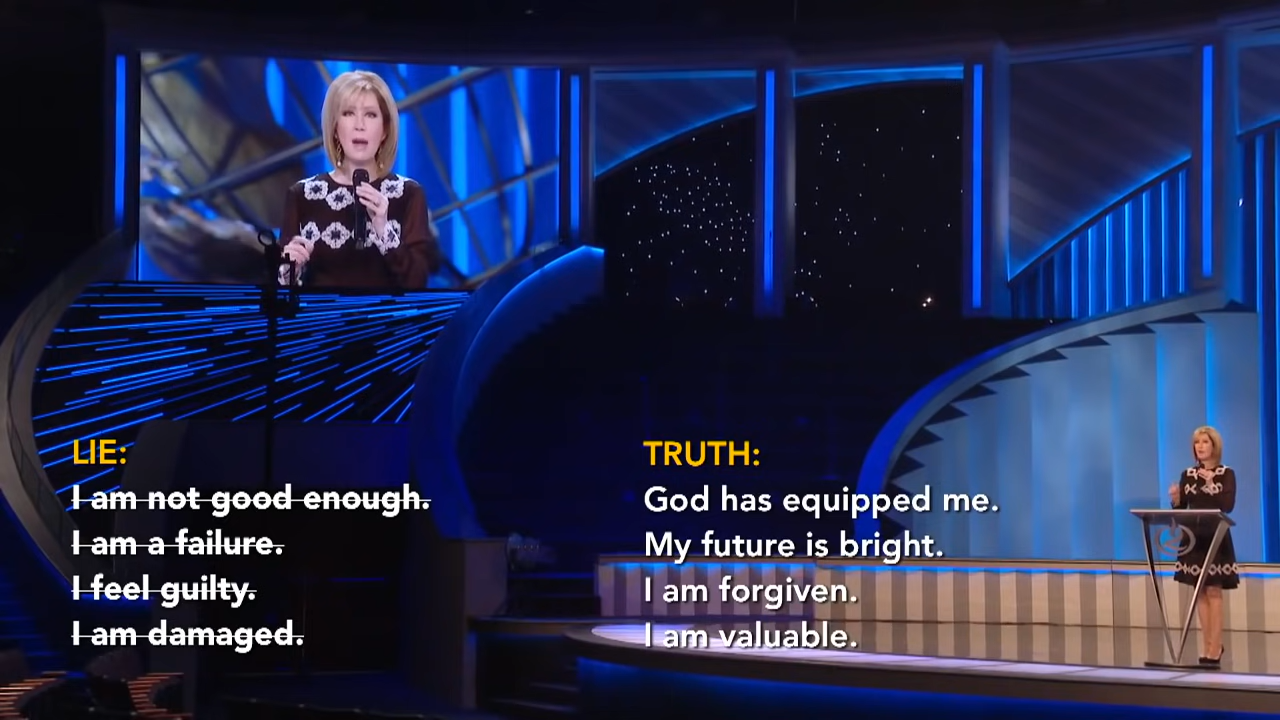 LIE:
I am not good enough.
I am a failure.
I feel guilty.
I am damaged.
TRUTH:
God has equipped me.
My future is bright.
I am forgiven.
I am valuable.